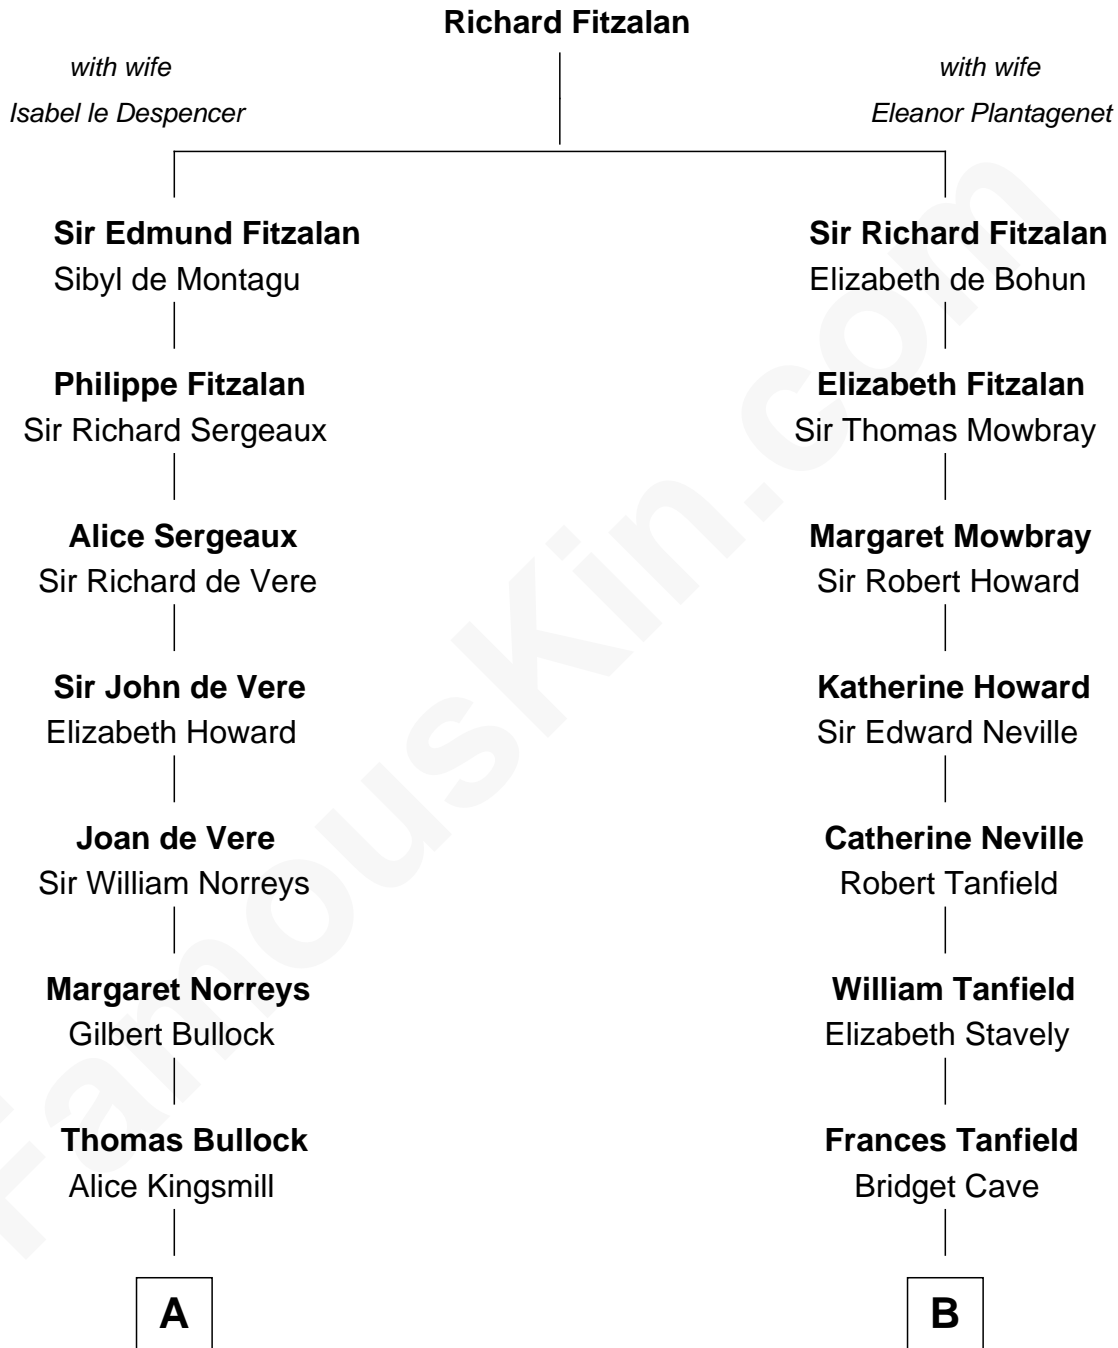 Richard Fitzalan
with wife
Isabel le Despencer
with wife
Eleanor Plantagenet
Sir Edmund Fitzalan
Sibyl de Montagu
Philippe Fitzalan
Sir Richard Sergeaux
Alice Sergeaux
Sir Richard de Vere
Sir John de Vere
Elizabeth Howard
Joan de Vere
Sir William Norreys
Margaret Norreys
Gilbert Bullock
Thomas Bullock
Alice Kingsmill
A
Sir Richard Fitzalan
Elizabeth de Bohun
Elizabeth Fitzalan
Sir Thomas Mowbray
Margaret Mowbray
Sir Robert Howard
Katherine Howard
Sir Edward Neville
Catherine Neville
Robert Tanfield
William Tanfield
Elizabeth Stavely
Frances Tanfield
Bridget Cave
B
FamousKin.com